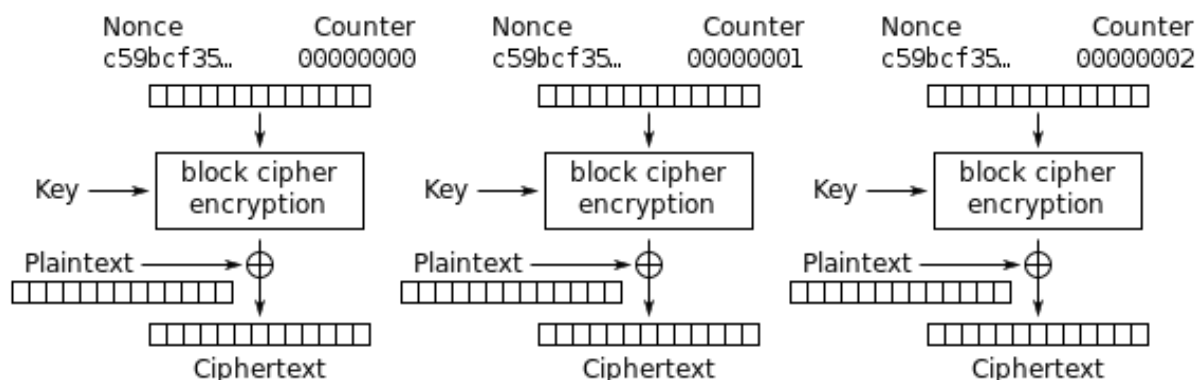 Nonce Counter Nonce Counter Nonce Counter
c59bcf35… 00000000 c59bcf35… 00000001 c59bcf35… 00000002
Key block cipher encryption Key block cipher encryption Key block cipher encryption
Plaintext Plaintext Plaintext
Ciphertext Ciphertext Ciphertext